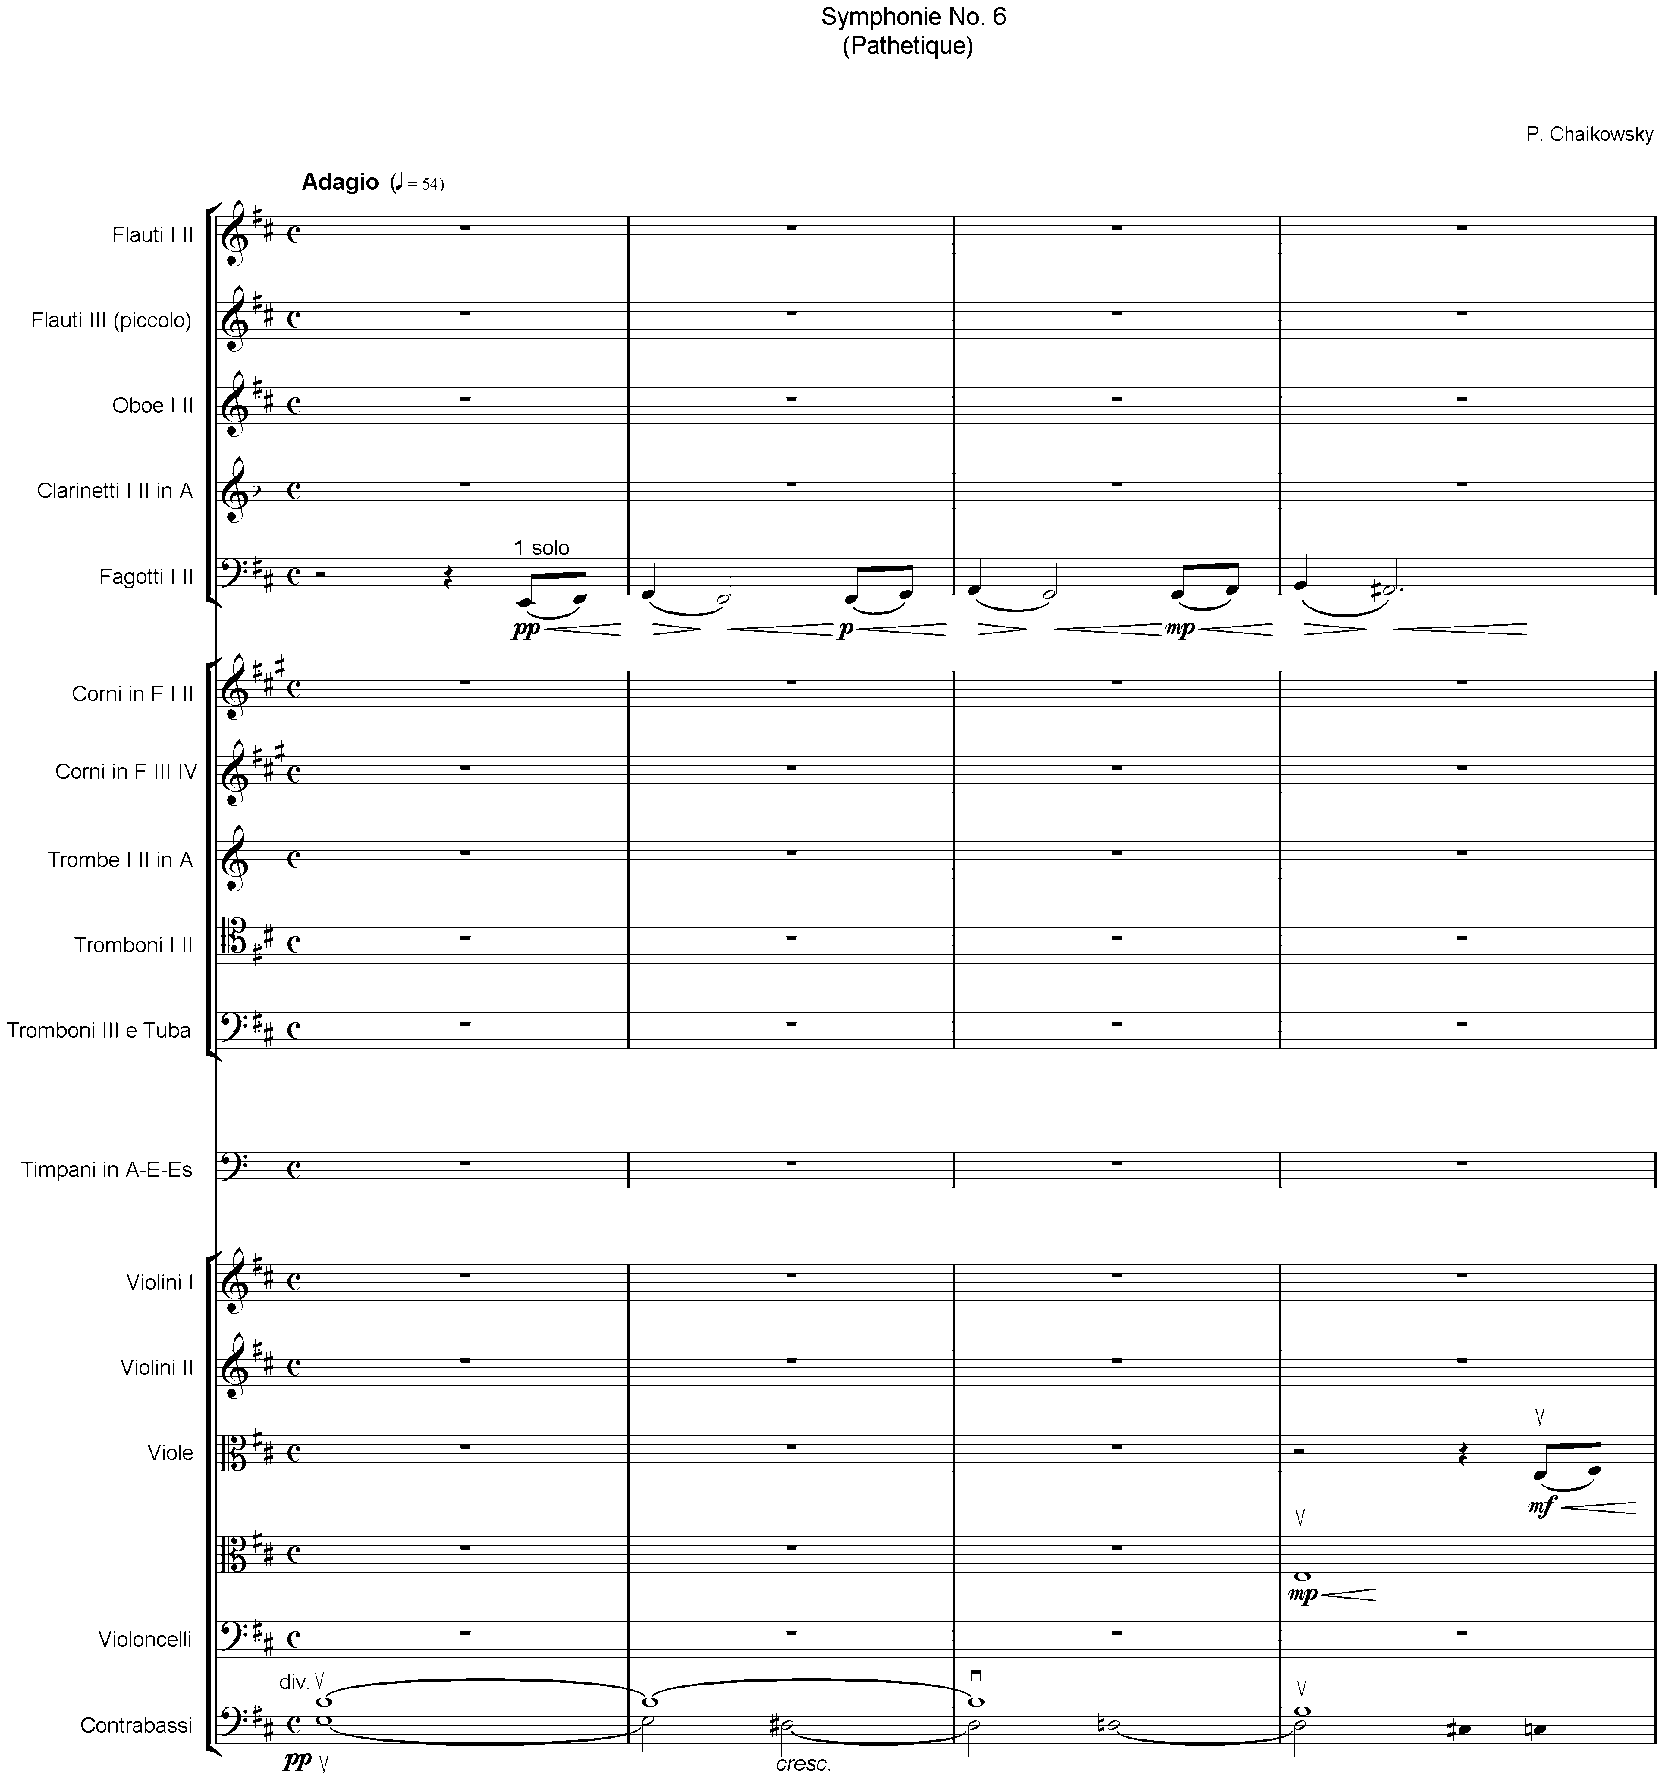 Symphonie No. 6
(Pathetique)
P. Chaikowsky
Adagio (♩ = 54)
Flauti I II
Flauti III (piccolo)
Oboe I II
Clarinetti I II in A
1 solo
Fagotti I II
pp p mp
Corni in F I II
Corni in F III IV
Trombe I II in A
Tromboni I II
Tromboni III e Tuba
Timpani in A-E-Es
Violini I
Violini II
Viole
mf
mp
Violoncelli
div.
Contrabassi
pp cresc.